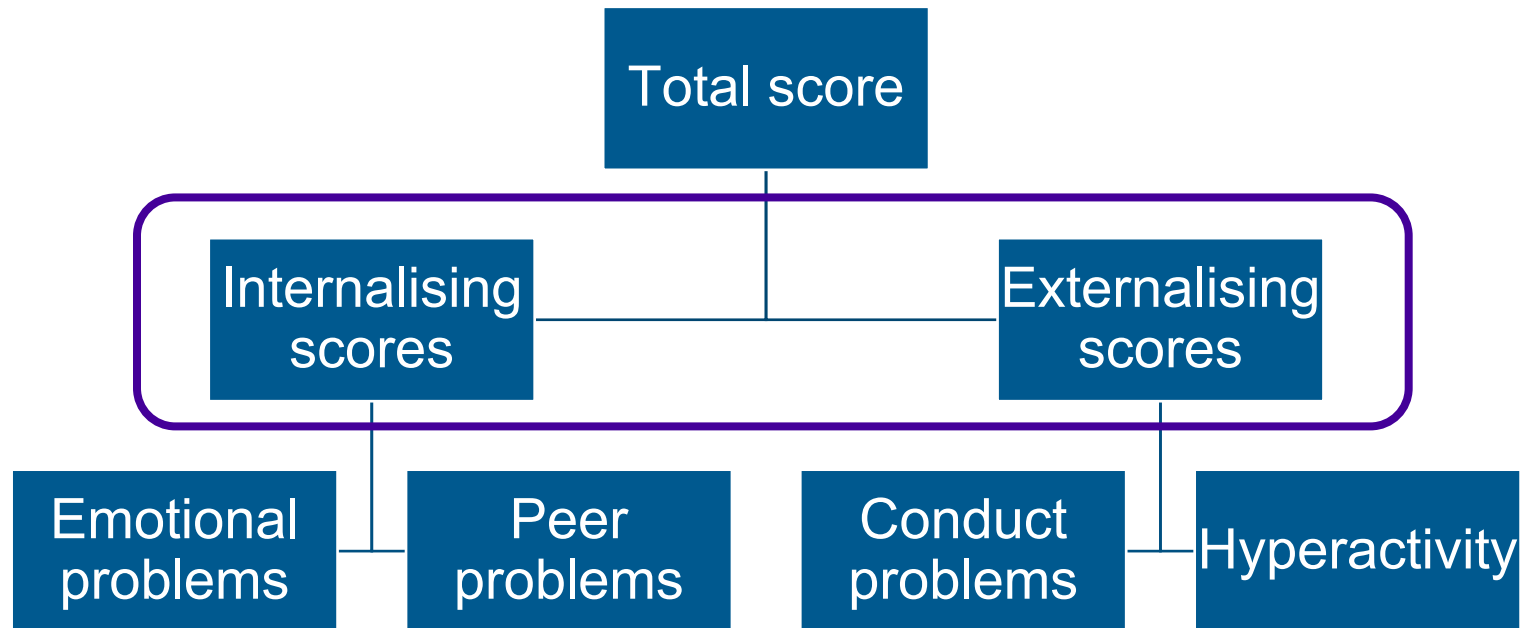 Total score
Internalising
scores
Externalising
scores
Emotional
problems
Peer
problems
Conduct
problems
Hyperactivity